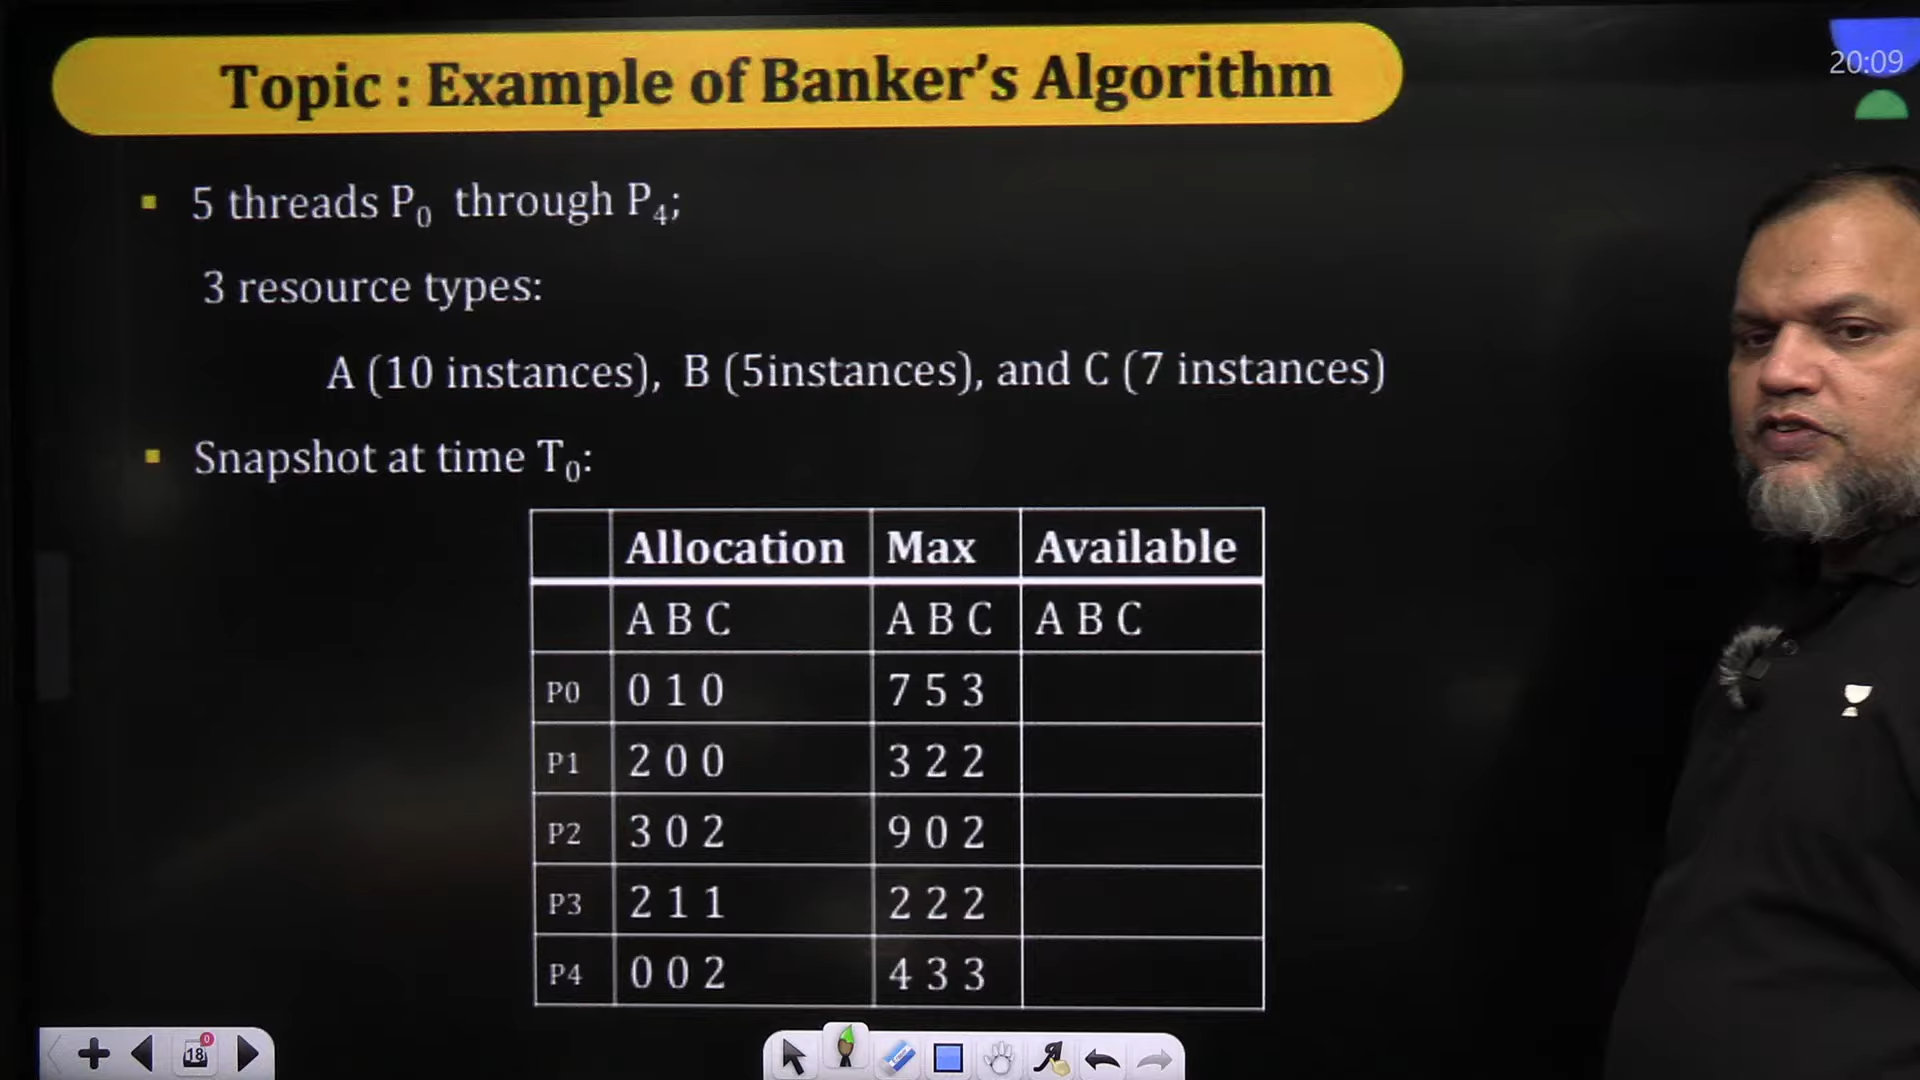 Topic : Example of Banker's Algorithm
20:09
5 threads P0 through P4;
3 resource types:
A (10 instances), B (5instances), and C (7 instances)
Snapshot at time T0:
Allocation Max Available
A B C A B C A B C
P0 0 1 0 7 5 3
P1 2 0 0 3 2 2
P2 3 0 2 9 0 2
P3 2 1 1 2 2 2
P4 0 0 2 4 3 3
18 0